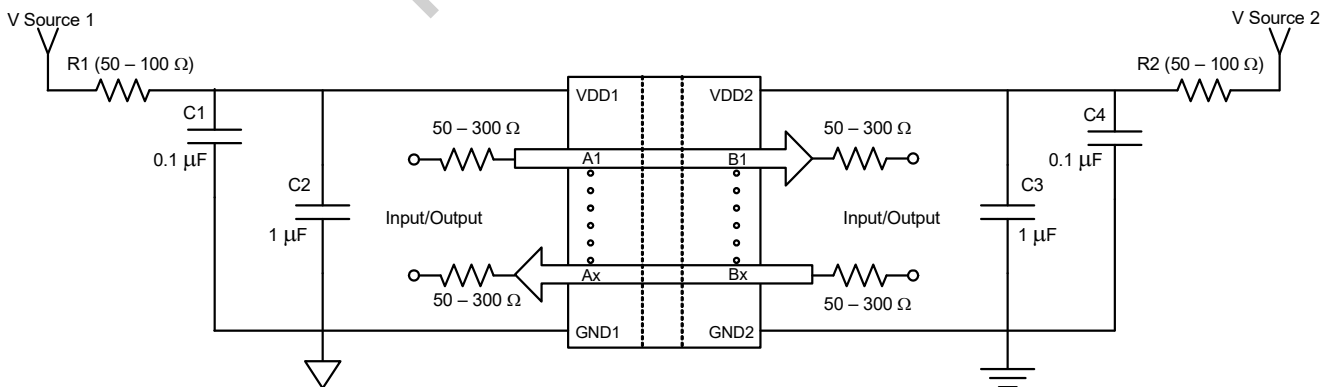 V Source 1
V Source 2
R1 (50 – 100 Ω)
R2 (50 – 100 Ω)
C1
VDD1
VDD2
C4
50 – 300 Ω
50 – 300 Ω
0.1 μF
A1
B1
0.1 μF
C2
C3
Input/Output
Input/Output
1 μF
1 μF
Ax
Bx
50 – 300 Ω
50 – 300 Ω
GND1
GND2